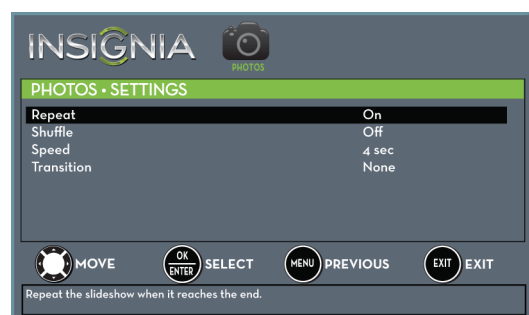 INSIGNIA
PHOTOS
PHOTOS • SETTINGS
Repeat On
Shuffle Off
Speed 4 sec
Transition None
MOVE OK ENTER SELECT MENU PREVIOUS EXIT EXIT
Repeat the slideshow when it reaches the end.